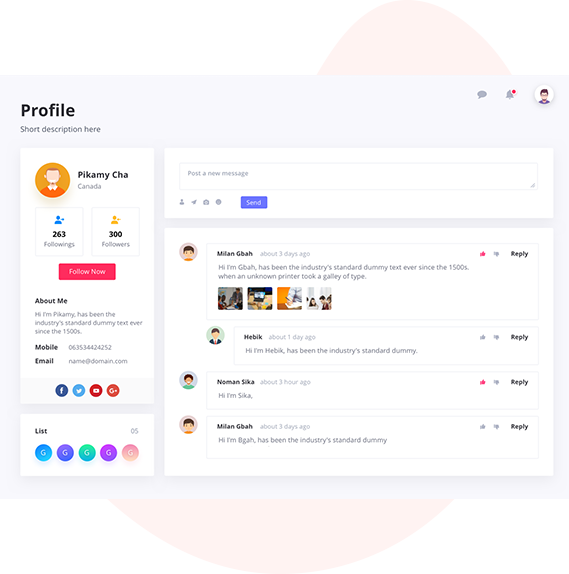 Profile
Short description here
Pikamy Cha
Canada
263
Followings
300
Followers
Follow Now
About Me
Hi I'm Pikamy, has been the
industry's standard dummy text ever
since the 1500s.
Mobile 063534424252
Email name@domain.com
List 05
G G G G G
Post a new message
Send
Milan Gbah about 3 days ago Reply
Hi I'm Gbah, has been the industry's standard dummy text ever since the 1500s.
when an unknown printer took a galley of type.
Hebik about 1 day ago Reply
Hi I'm Hebik, has been the industry's standard dummy.
Noman Sika about 3 hour ago Reply
Hi I'm Sika,
Milan Gbah about 3 days ago Reply
Hi I'm Bgah, has been the industry's standard dummy